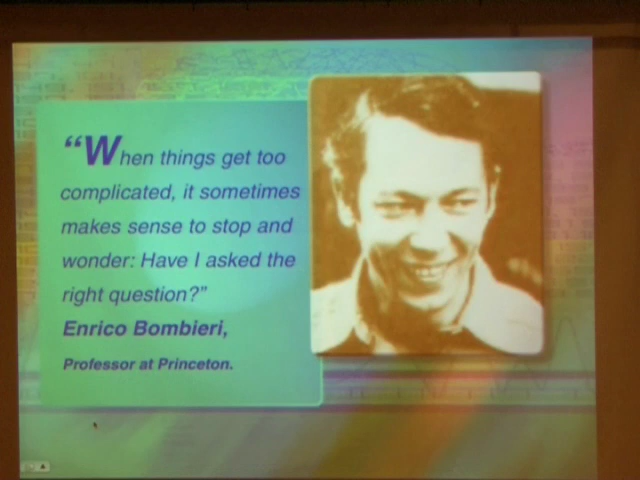 “When things get too
complicated, it sometimes
makes sense to stop and
wonder: Have I asked the
right question?”
Enrico Bombieri,
Professor at Princeton.